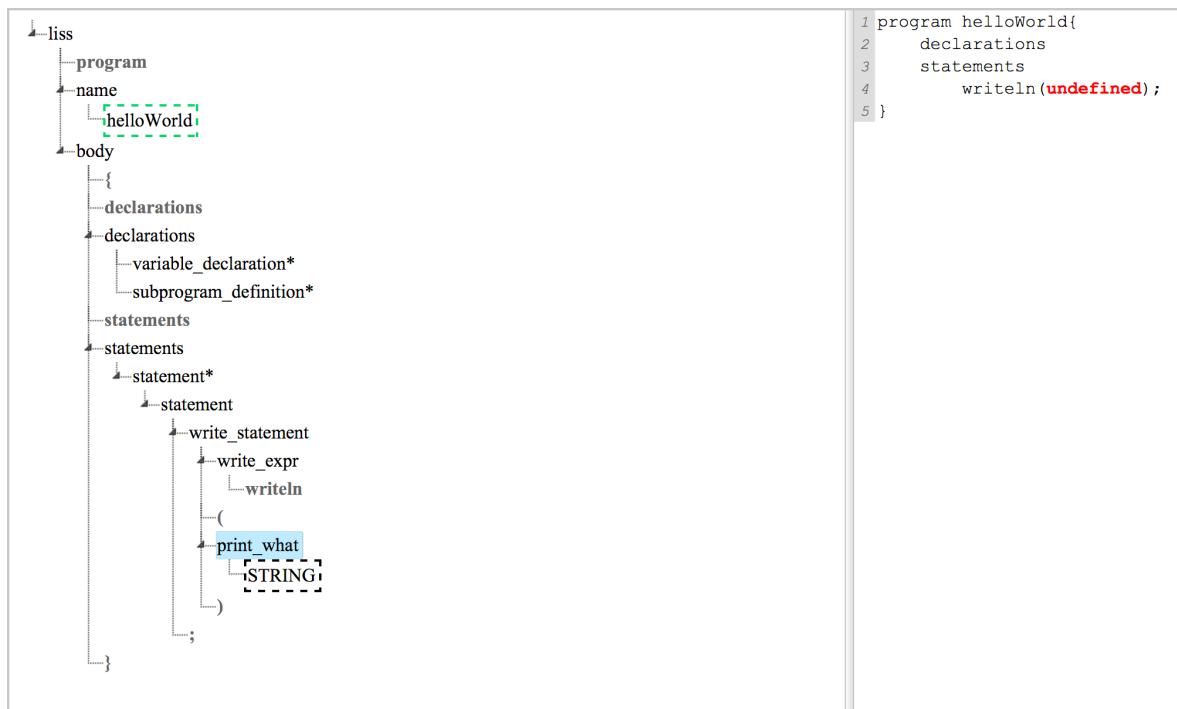 liss
program
name
helloWorld
body
{
declarations
declarations
variable_declaration*
subprogram_definition*
statements
statements
statement*
statement
write_statement
write_expr
writeln
(
print_what
STRING
)
;
}
1 program helloWorld{
2 declarations
3 statements
4 writeln(undefined);
5 }